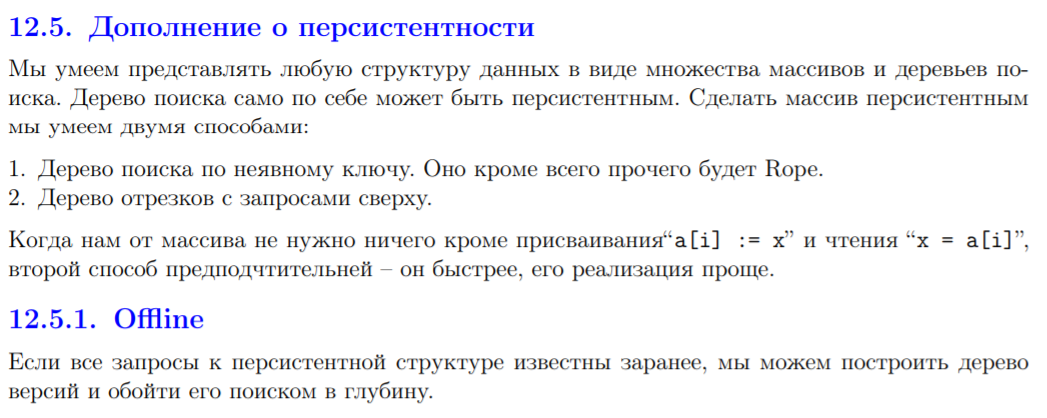 12.5. Дополнение о персистентности
Мы умеем представлять любую структуру данных в виде множества массивов и деревьев по-
иска. Дерево поиска само по себе может быть персистентным. Сделать массив персистентным
мы умеем двумя способами:
1. Дерево поиска по неявному ключу. Оно кроме всего прочего будет Rope.
2. Дерево отрезков с запросами сверху.
Когда нам от массива не нужно ничего кроме присваивания“a[i] := x” и чтения “x = a[i]”,
второй способ предподчтительней – он быстрее, его реализация проще.
12.5.1. Offline
Если все запросы к персистентной структуре известны заранее, мы можем построить дерево
версий и обойти его поиском в глубину.